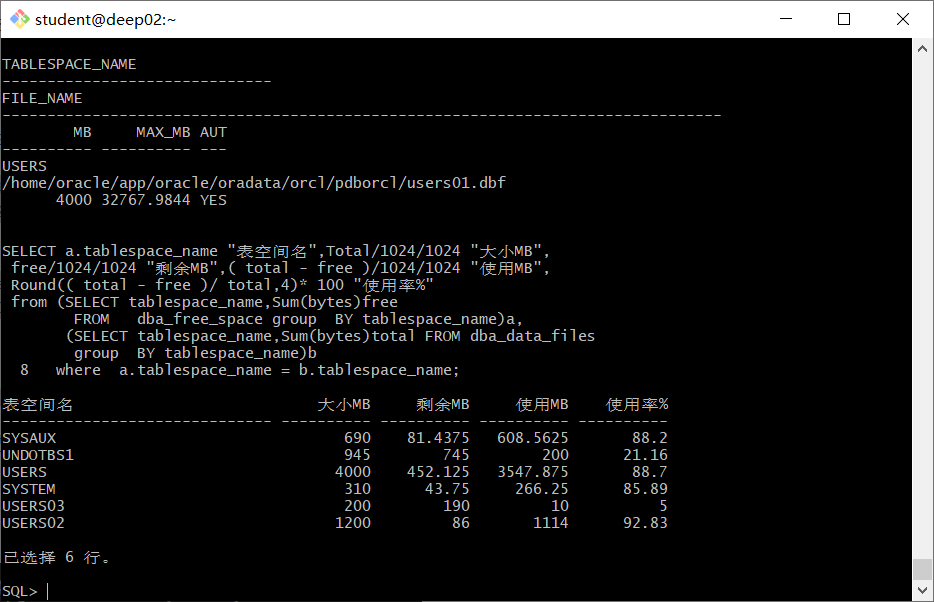 student@deep02:~
TABLESPACE_NAME
------------------------------
FILE_NAME
--------------------------------------------------------------------------------
        MB     MAX_MB AUT
---------- ---------- ---
USERS
/home/oracle/app/oracle/oradata/orcl/pdborcl/users01.dbf
      4000 32767.9844 YES
SELECT a.tablespace_name "表空间名",Total/1024/1024 "大小MB",
 free/1024/1024 "剩余MB",( total - free )/1024/1024 "使用MB",
 Round(( total - free )/ total,4)* 100 "使用率%"
 from (SELECT tablespace_name,Sum(bytes)free
        FROM   dba_free_space group  BY tablespace_name)a,
       (SELECT tablespace_name,Sum(bytes)total FROM dba_data_files
        group  BY tablespace_name)b
  8   where  a.tablespace_name = b.tablespace_name;
表空间名                           大小MB     剩余MB     使用MB    使用率%
------------------------------ ---------- ---------- ---------- ----------
SYSAUX                                690    81.4375   608.5625       88.2
UNDOTBS1                              945        745        200      21.16
USERS                                4000    452.125   3547.875       88.7
SYSTEM                                310      43.75     266.25      85.89
USERS03                               200        190         10          5
USERS02                              1200         86       1114      92.83
已选择 6 行。
SQL>